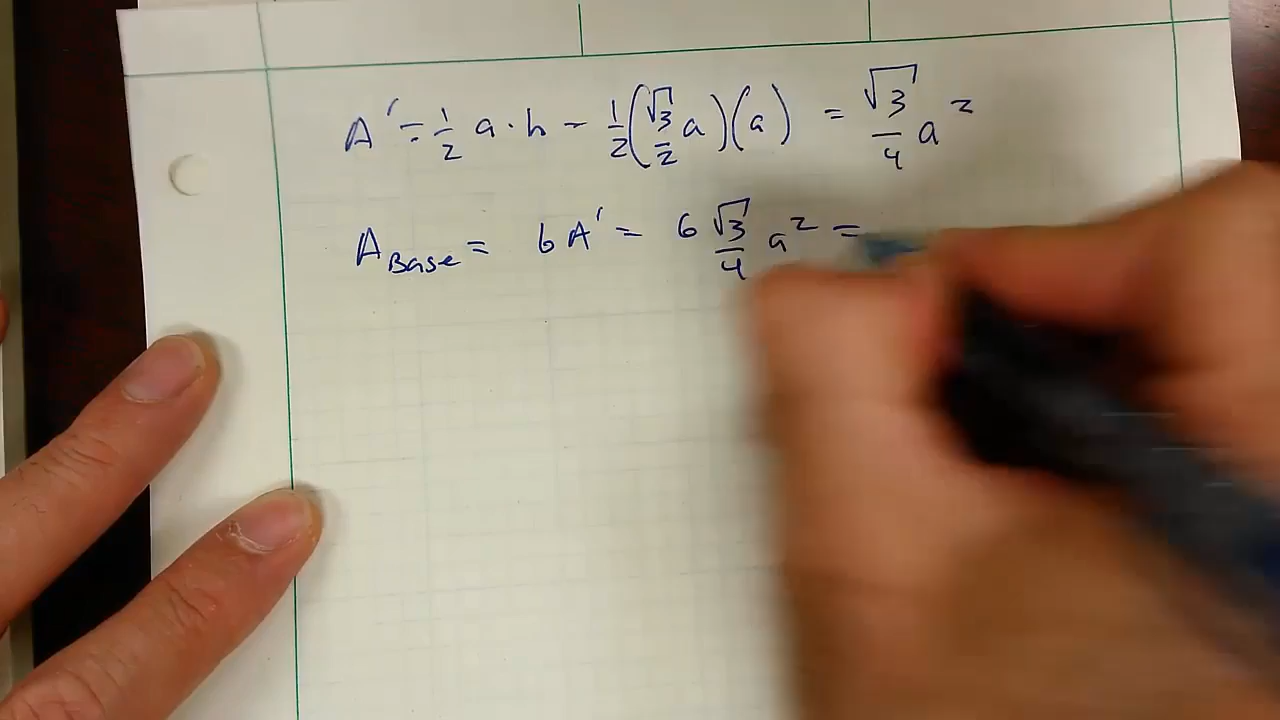 A' = 1/2 a · h = 1/2 (√3/2 a)(a) = √3/4 a²
A_Base = 6A' = 6 √3/4 a² =